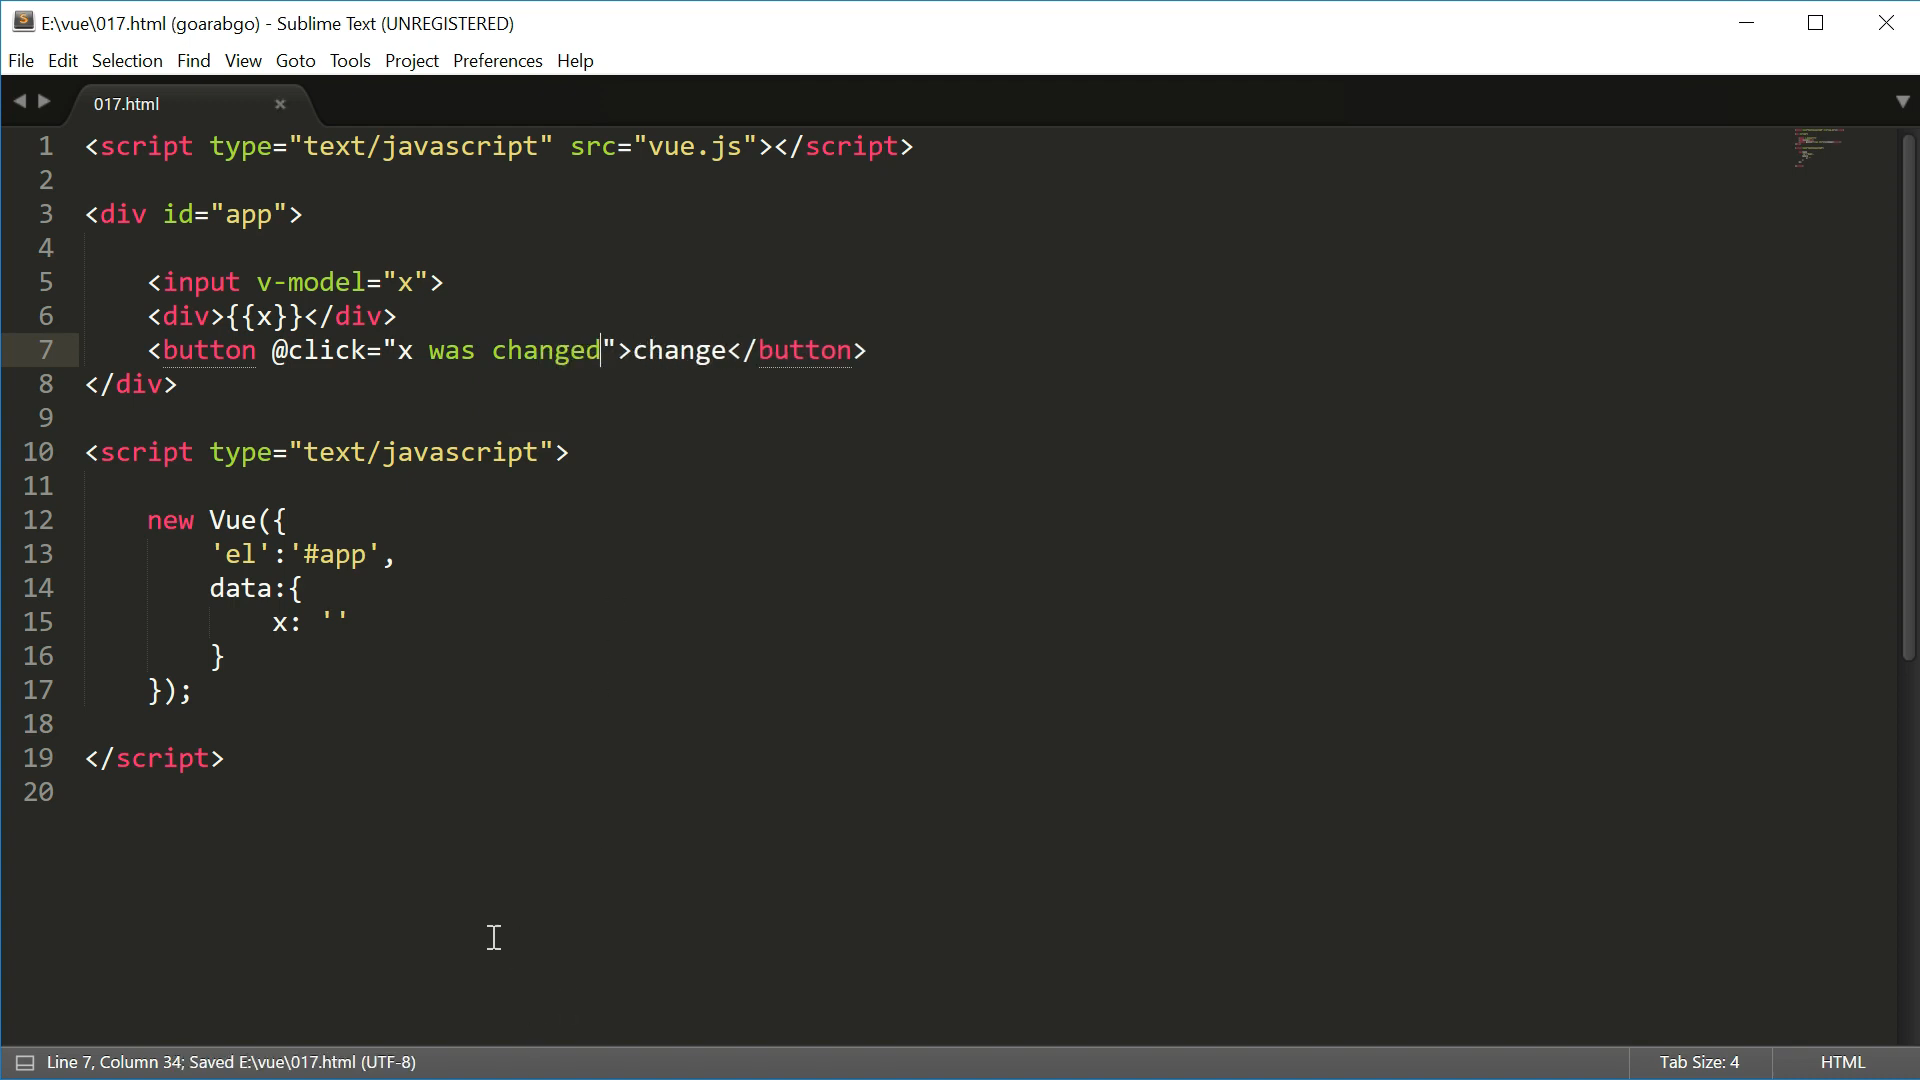 E:\vue\017.html (goarabgo) - Sublime Text (UNREGISTERED)
File Edit Selection Find View Goto Tools Project Preferences Help
017.html
1 <script type="text/javascript" src="vue.js"></script>
2
3 <div id="app">
4
5 <input v-model="x">
6 <div>{{x}}</div>
7 <button @click="x was changed">change</button>
8 </div>
9
10 <script type="text/javascript">
11
12 new Vue({
13 'el':'#app',
14 data:{
15 x: ''
16 }
17 });
18
19 </script>
20
Line 7, Column 34; Saved E:\vue\017.html (UTF-8) Tab Size: 4 HTML